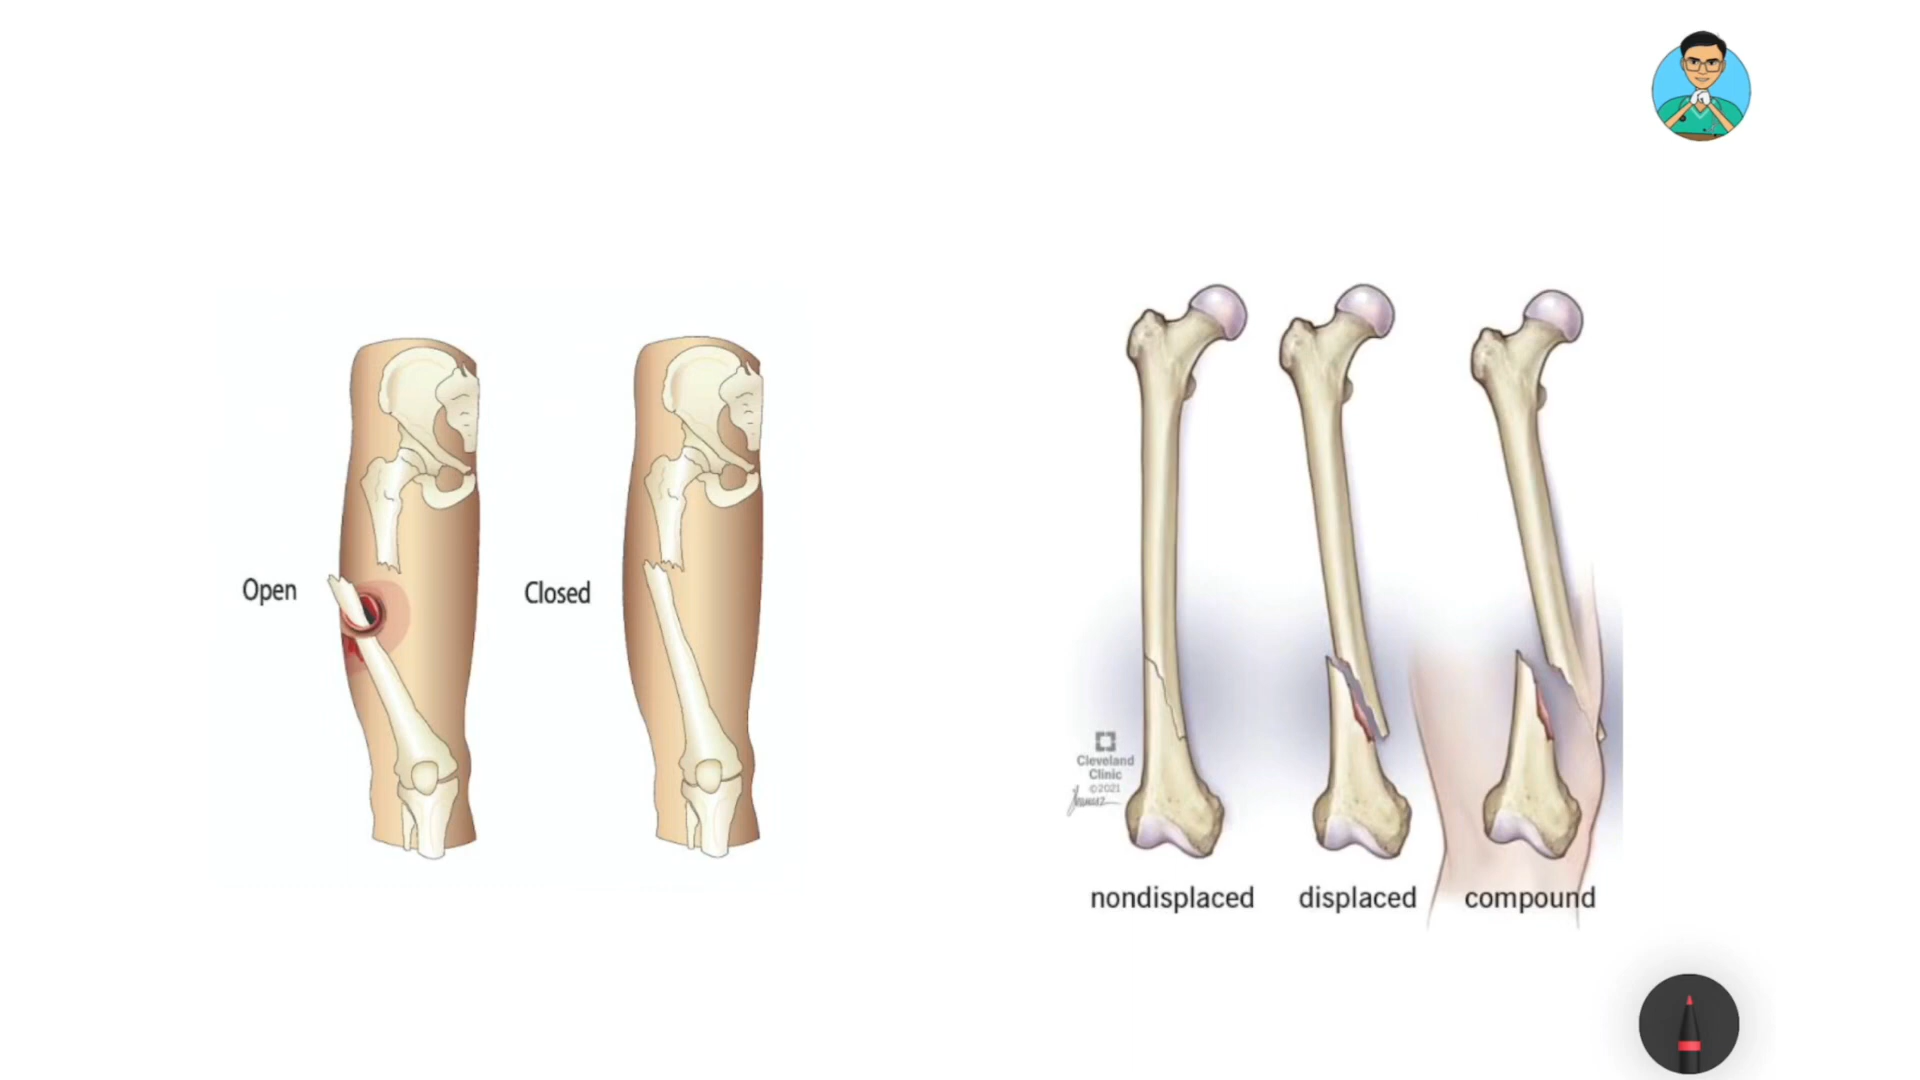 Open
Closed
Cleveland
Clinic
©2021
nondisplaced
displaced
compound